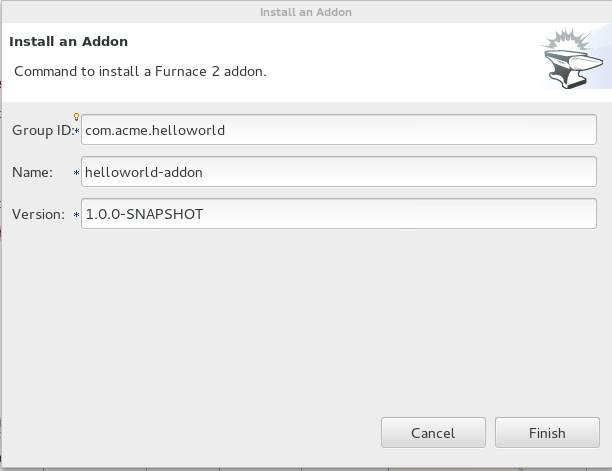 Install an Addon
Install an Addon
Command to install a Furnace 2 addon.
Group ID:* com.acme.helloworld
Name: * helloworld-addon
Version: * 1.0.0-SNAPSHOT
Cancel Finish